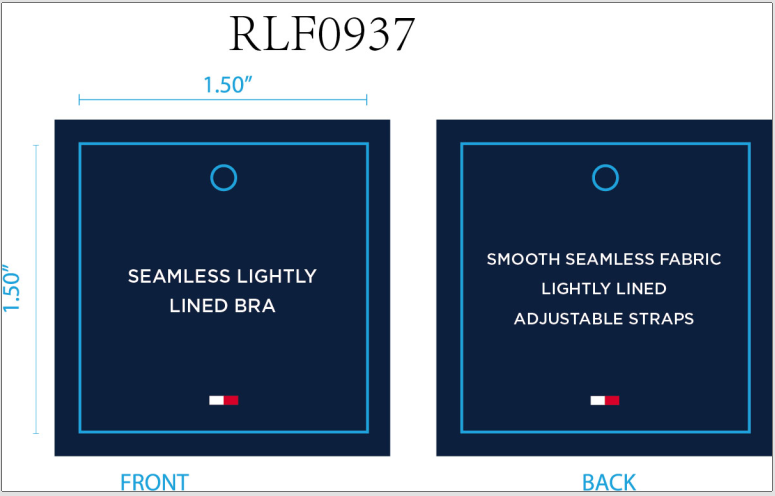 RLF0937
1.50"
1.50"
SEAMLESS LIGHTLY
LINED BRA
FRONT
SMOOTH SEAMLESS FABRIC
LIGHTLY LINED
ADJUSTABLE STRAPS
BACK